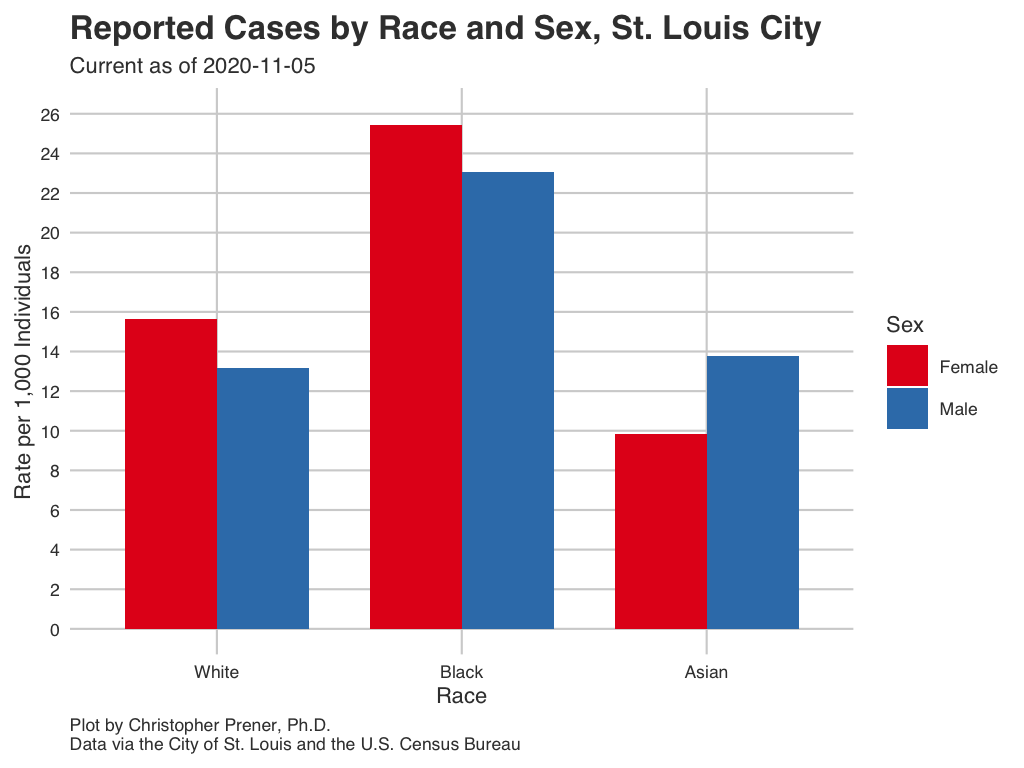 Reported Cases by Race and Sex, St. Louis City
Current as of 2020-11-05
Rate per 1,000 Individuals
26
24
22
20
18
16
14
12
10
8
6
4
2
0
White
Black
Asian
Race
Sex
Female
Male
Plot by Christopher Prener, Ph.D.
Data via the City of St. Louis and the U.S. Census Bureau